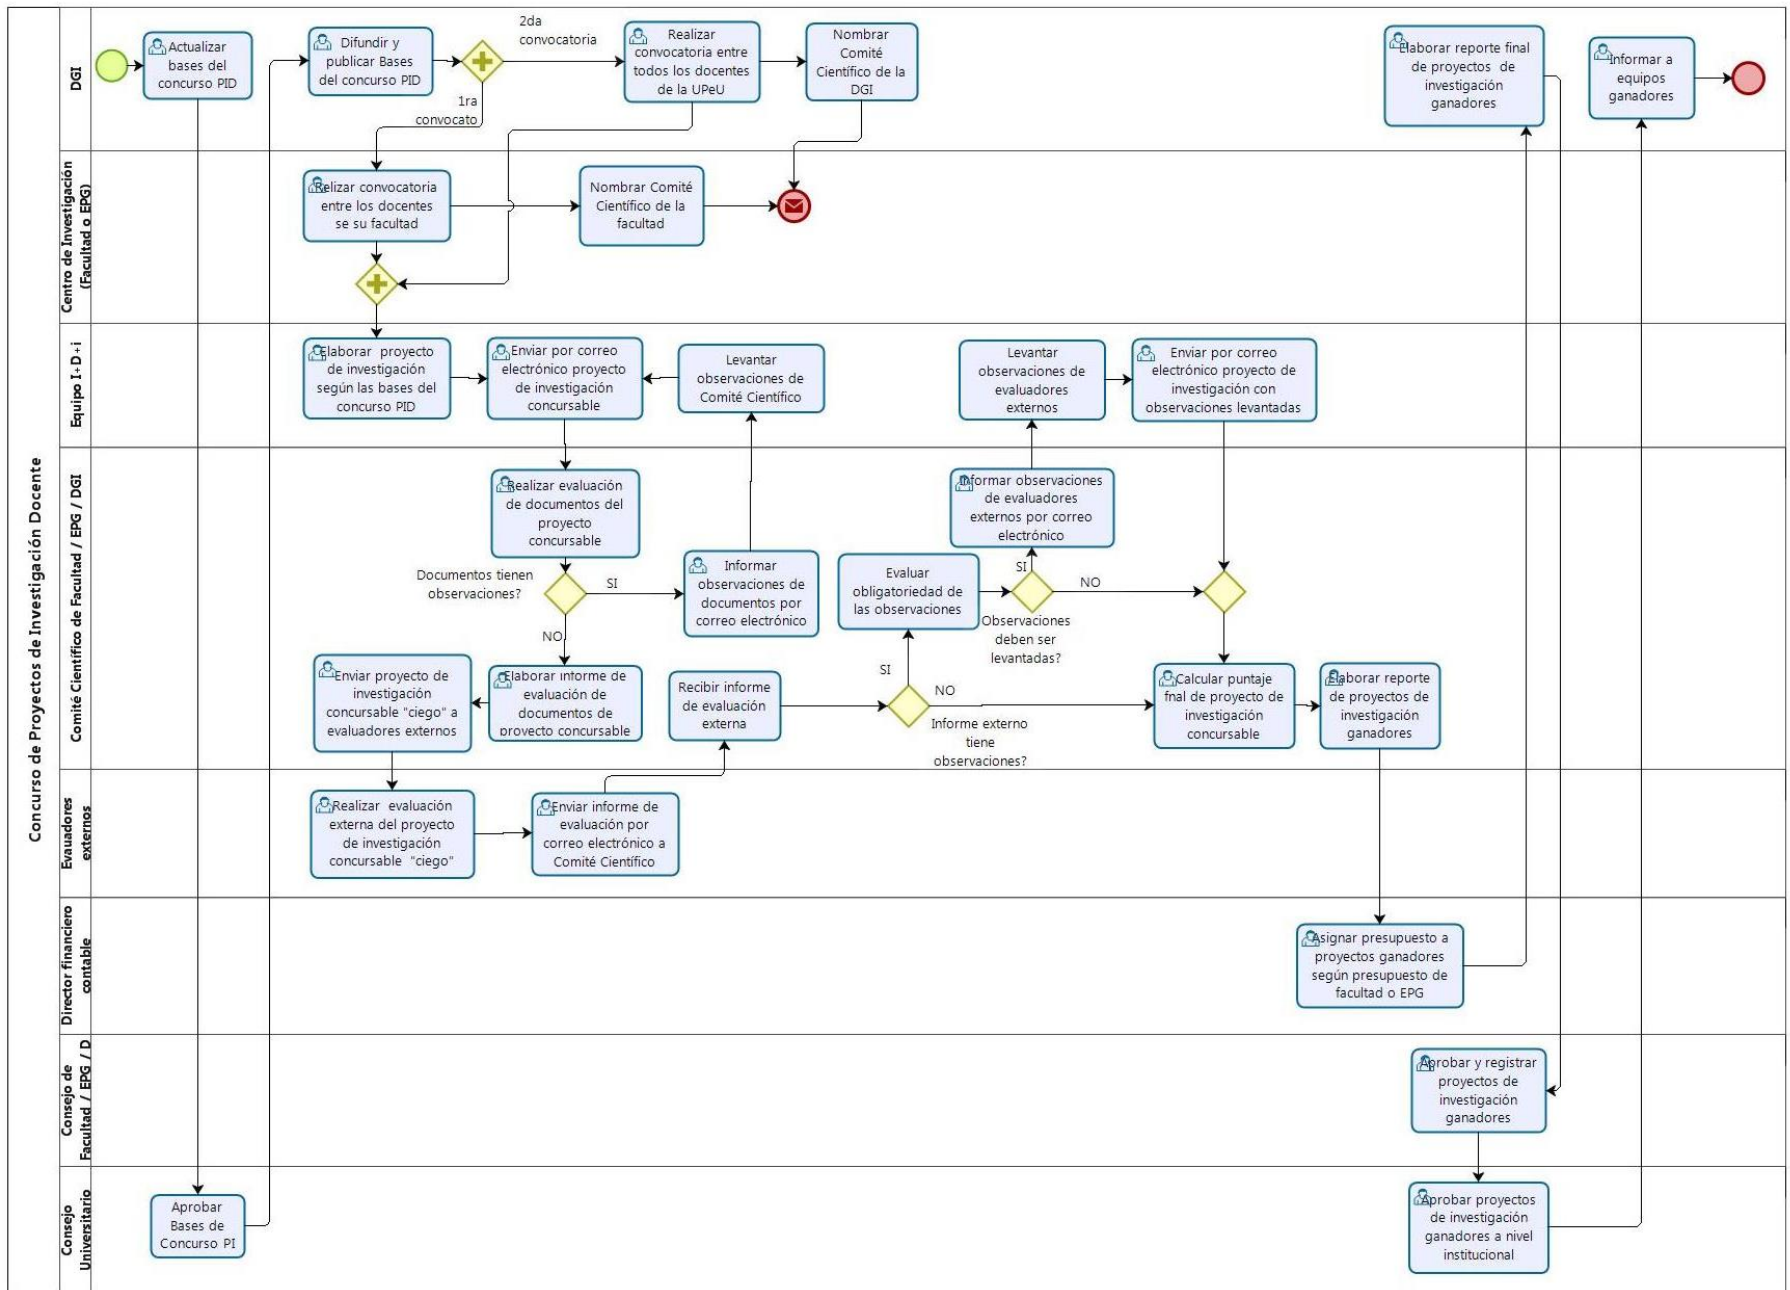 Concurso de Proyectos de Investigación Docente
DGI
Actualizar
bases del
concurso PID
Difundir y
publicar Bases
del concurso PID
2da
convocatoria
1ra
convocato
Realizar
convocatoria entre
todos los docentes
de la UPeU
Nombrar
Comité
Científico de la
DGI
Elaborar reporte final
de proyectos de
investigación
ganadores
Informar a
equipos
ganadores
Centro de Investigación
(Facultad o EPG)
Relizar convocatoria
entre los docentes
se su facultad
Nombrar Comité
Científico de la
facultad
Equipo I+D+i
Elaborar proyecto
de investigación
según las bases del
concurso PID
Enviar por correo
electrónico proyecto
de investigación
concursable
Levantar
observaciones de
Comité Científico
Levantar
observaciones de
evaluadores
externos
Enviar por correo
electrónico proyecto de
investigación con
observaciones levantadas
Comité Científico de Facultad / EPG / DGI
Realizar evaluación
de documentos del
proyecto
concursable
Documentos tienen
observaciones?
SI
NO
Informar
observaciones de
documentos por
correo electrónico
Enviar proyecto de
investigación
concursable "ciego" a
evaluadores externos
Elaborar informe de
evaluación de
documentos de
proyecto concursable
Recibir informe
de evaluación
externa
SI
NO
Informe externo
tiene
observaciones?
Evaluar
obligatoriedad de
las observaciones
Informar observaciones
de evaluadores
externos por correo
electrónico
SI
NO
Observaciones
deben ser
levantadas?
Calcular puntaje
fnal de proyecto de
investigación
concursable
Elaborar reporte
de proyectos de
investigación
ganadores
Evauadores
externos
Realizar evaluación
externa del proyecto
de investigación
concursable "ciego"
Enviar informe de
evaluación por
correo electrónico a
Comité Científico
Director financiero
contable
Asignar presupuesto a
proyectos ganadores
según presupuesto de
facultad o EPG
Consejo de
Facultad / EPG / D
Aprobar y registrar
proyectos de
investigación
ganadores
Consejo
Universitario
Aprobar
Bases de
Concurso PI
Aprobar proyectos
de investigación
ganadores a nivel
institucional